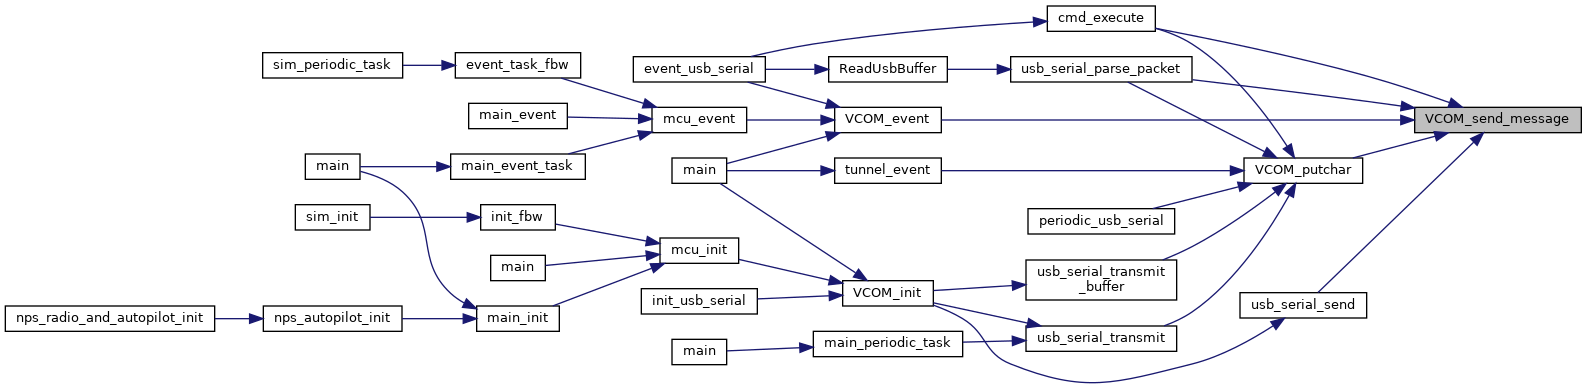 cmd_execute
sim_periodic_task
event_task_fbw
event_usb_serial
ReadUsbBuffer
usb_serial_parse_packet
main_event
mcu_event
VCOM_event
VCOM_send_message
main
main_event_task
main
tunnel_event
VCOM_putchar
sim_init
init_fbw
periodic_usb_serial
main
mcu_init
usb_serial_transmit
_buffer
init_usb_serial
VCOM_init
usb_serial_send
nps_radio_and_autopilot_init
nps_autopilot_init
main_init
main
main_periodic_task
usb_serial_transmit